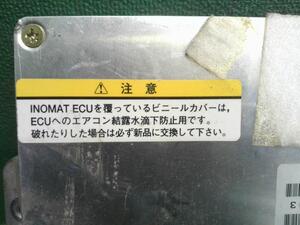 注意
INOMAT ECUを覆っているビニールカバーは,
ECUへのエアコン結露水滴下防止用です。
破れたりした場合は必ず新品に交換して下さい。